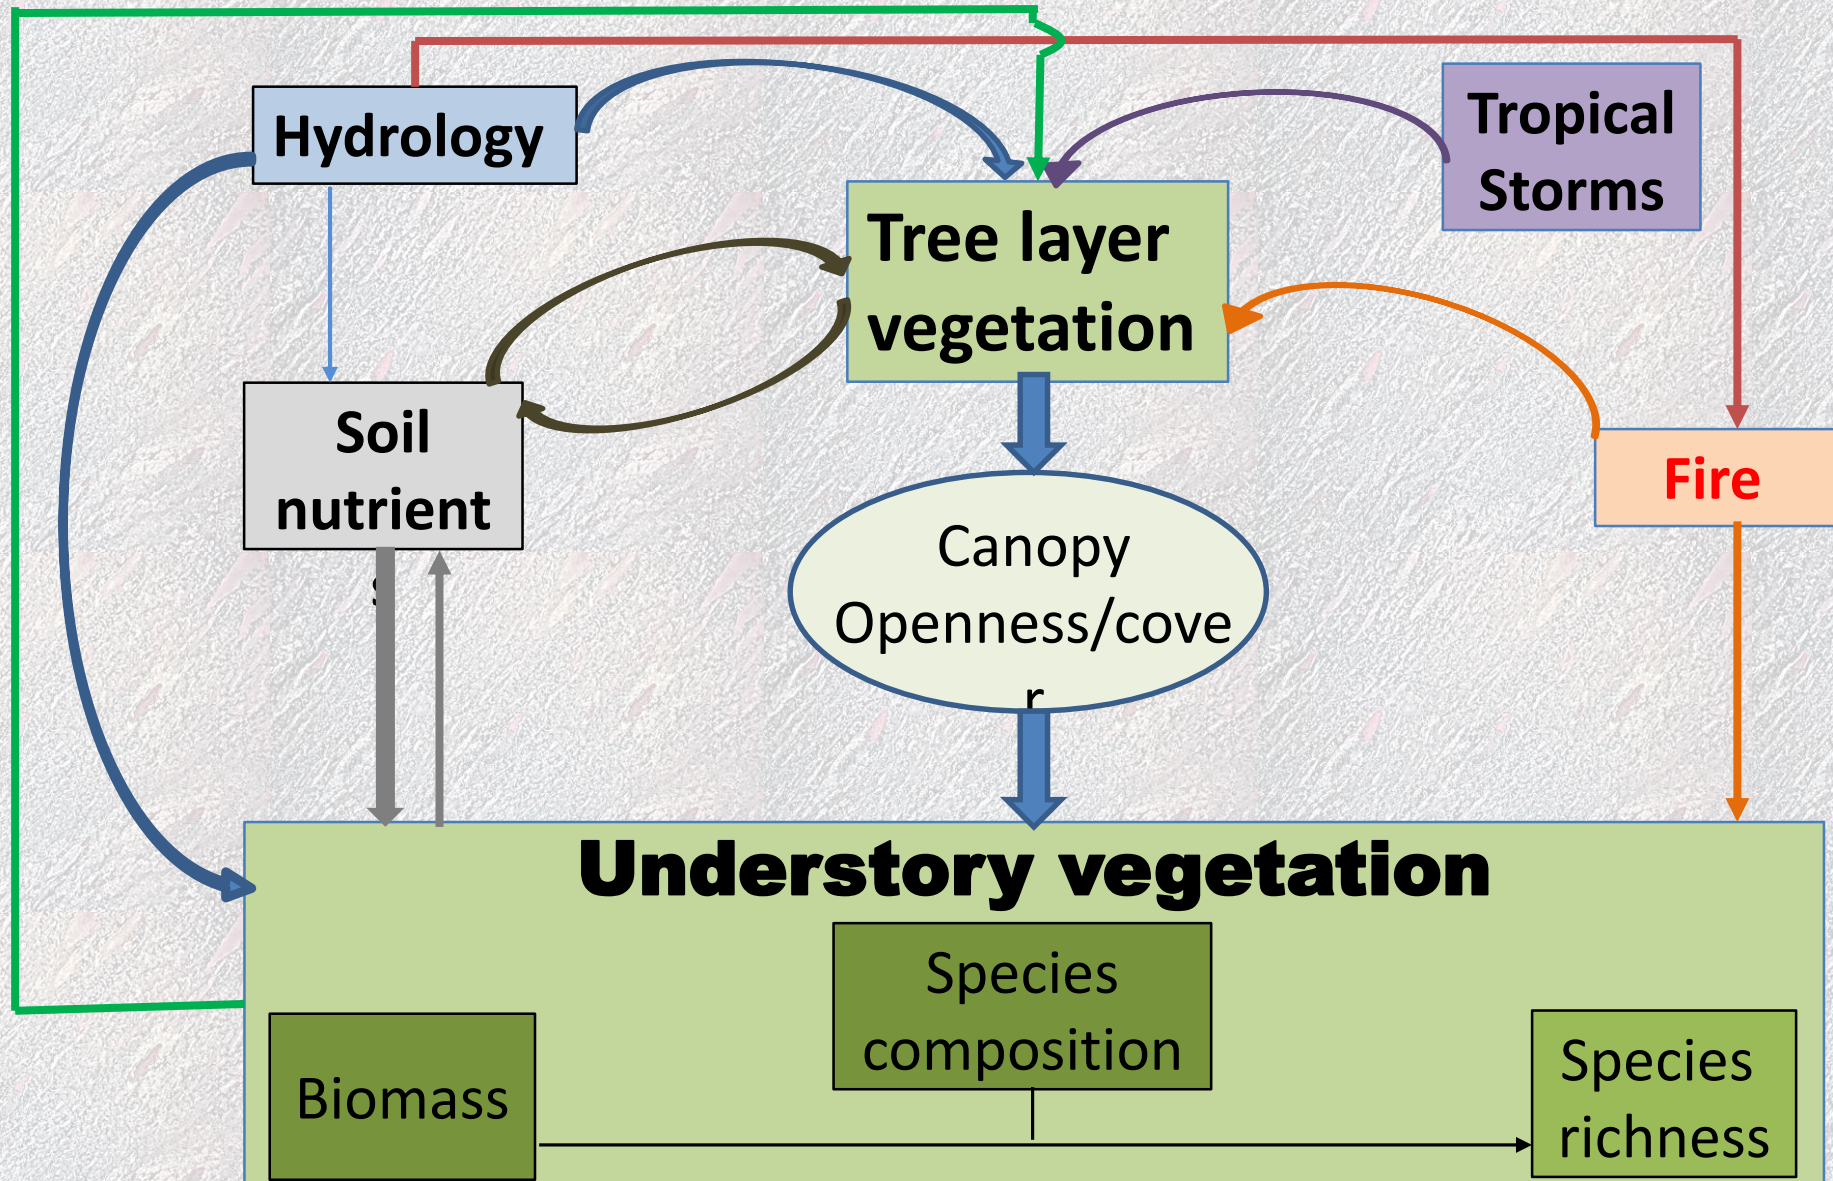 Hydrology
Tropical
Storms
Tree layer
vegetation
Soil
nutrient
s
Fire
Canopy
Openness/cove
r
Understory vegetation
Species
composition
Biomass
Species
richness